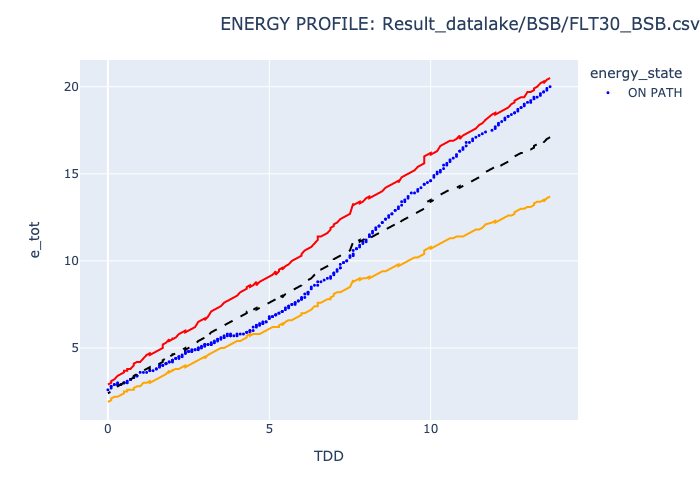 ENERGY PROFILE: Result_datalake/BSB/FLT30_BSB.csv
energy_state
ON PATH
20
15
10
5
e_tot
0
5
10
TDD